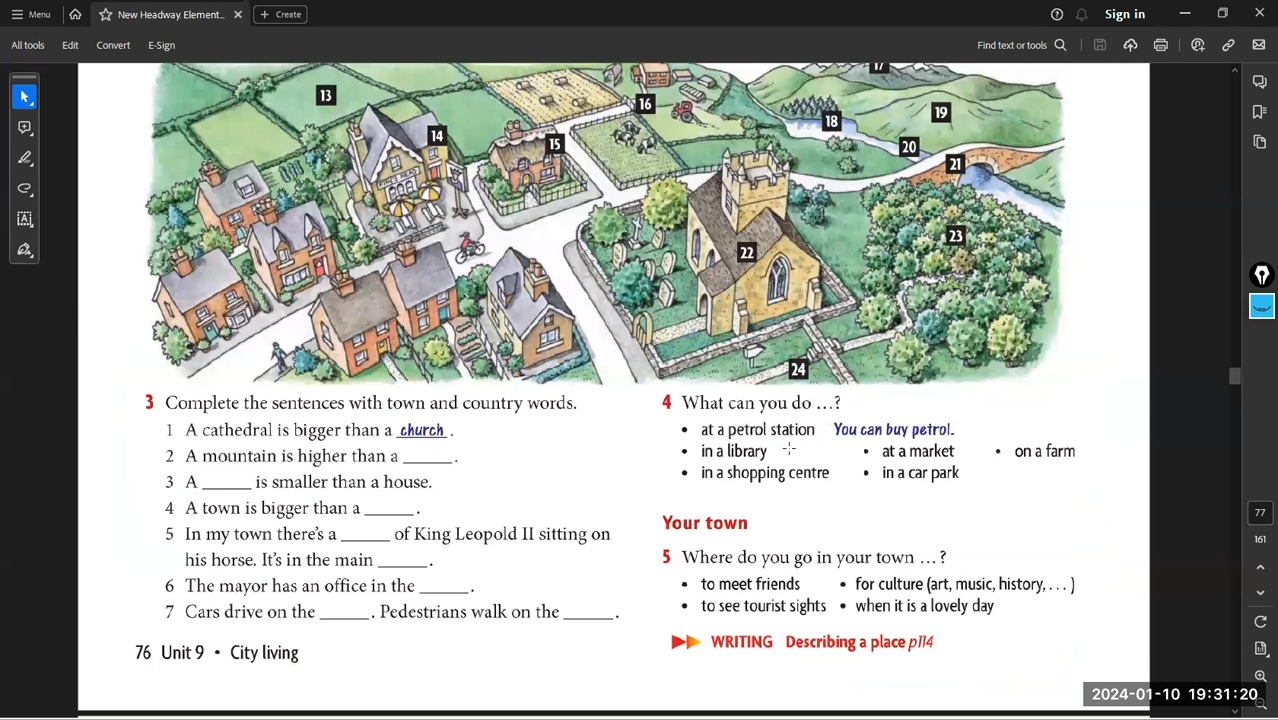 Menu
New Headway. Element...
Create
Sign in
All tools
Edit
Convert
E-Sign
Find text or tools
17
13
16
18
19
14
15
20
21
23
22
24
3 Complete the sentences with town and country words.
1 A cathedral is bigger than a church .
2 A mountain is higher than a _____ .
3 A _____ is smaller than a house.
4 A town is bigger than a _____ .
5 In my town there's a _____ of King Leopold II sitting on
his horse. It's in the main _____ .
6 The mayor has an office in the _____ .
7 Cars drive on the _____ . Pedestrians walk on the _____ .
76 Unit 9 • City living
4 What can you do …?
• at a petrol station You can buy petrol.
• in a library • at a market • on a farm
• in a shopping centre • in a car park
Your town
5 Where do you go in your town …?
• to meet friends • for culture (art, music, history, . . . )
• to see tourist sights • when it is a lovely day
WRITING Describing a place p114
77
161
2024-01-10 19:31:20